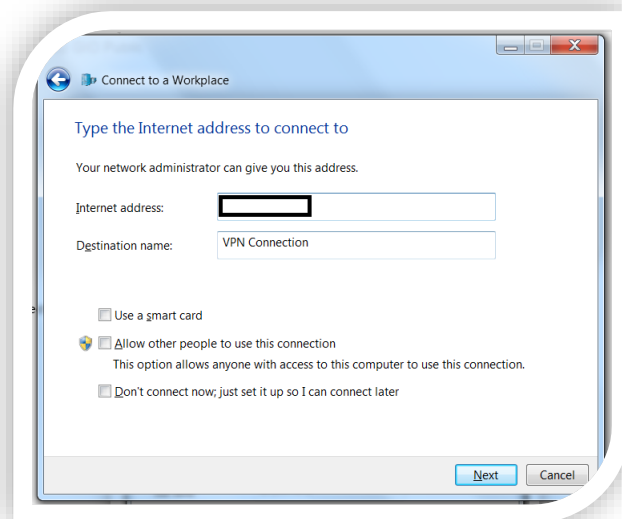 Connect to a Workplace
Type the Internet address to connect to
Your network administrator can give you this address.
Internet address:
Destination name: VPN Connection
Use a smart card
Allow other people to use this connection
This option allows anyone with access to this computer to use this connection.
Don't connect now; just set it up so I can connect later
Next Cancel